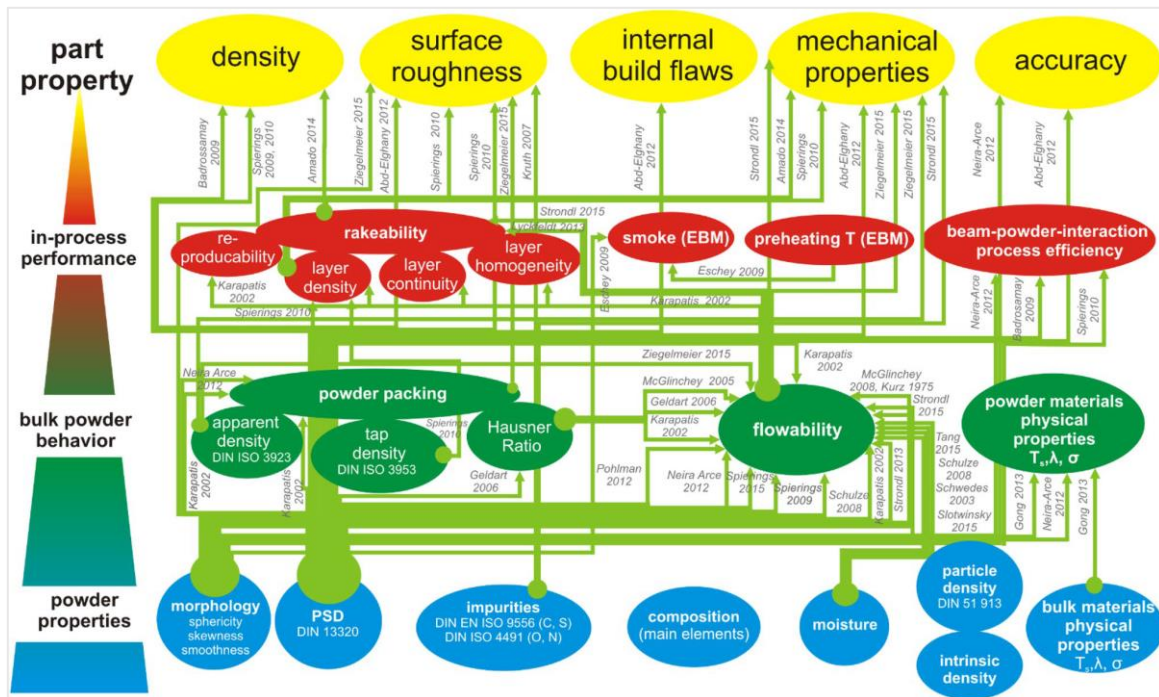 part
property
density
surface
roughness
internal
build flaws
mechanical
properties
accuracy
Badrossamay
2009
Spierings
2009, 2010
Amado 2014
Ziegelmeier 2015
Abd-Elghany 2012
Spierings 2010
Spierings
2010
Ziegelmeier 2015
Kruth 2007
Abd-Elghany
2012
Strondl 2015
Amado 2014
Spierings
2010
Abd-Elghany
2012
Ziegelmeier 2015
Ziegelmeier 2015
Strondl 2015
Neira-Arce
2012
Abd-Elghany
2012
in-process
performance
re-
producability
rakeability
layer
density
layer
continuity
layer
homogeneity
Strondl 2015
smoke (EBM)
preheating T (EBM)
beam-powder-interaction
process efficiency
Eschey 2009
Eschey 2009
Karapatis
2002
Spierings 2010
Karapatis 2002
Neira-Arce
2012
Badrosamay
2009
Spierings
2010
bulk powder
behavior
Neira Arce
2012
powder packing
apparent
density
DIN ISO 3923
tap
density
DIN ISO 3953
Spierings
2010
Hausner
Ratio
Ziegelmeier 2015
McGlinchey 2005
Geldart 2006
Karapatis
2002
Karapatis
2002
McGlinchey
2008, Kurz 1975
Strondl
2015
flowability
powder materials
physical
properties
Tₛ,λ, σ
Tang
2015
Schulze
2008
Schwedes
2003
Slotwinsky
2015
Karapatis
2002
Karapatis
2002
Geldart
2006
Pohlman
2012
Neira Arce
2012
Spierings
2015
Spierings
2009
Schulze
2008
Karapatis 2002
Strondl 2013
Gong 2013
Neira-Arce
2012
Gong 2013
powder
properties
morphology
sphericity
skewness
smoothness
PSD
DIN 13320
impurities
DIN EN ISO 9556 (C, S)
DIN ISO 4491 (O, N)
composition
(main elements)
moisture
particle
density
DIN 51 913
intrinsic
density
bulk materials
physical
properties
Tₛ,λ, σ